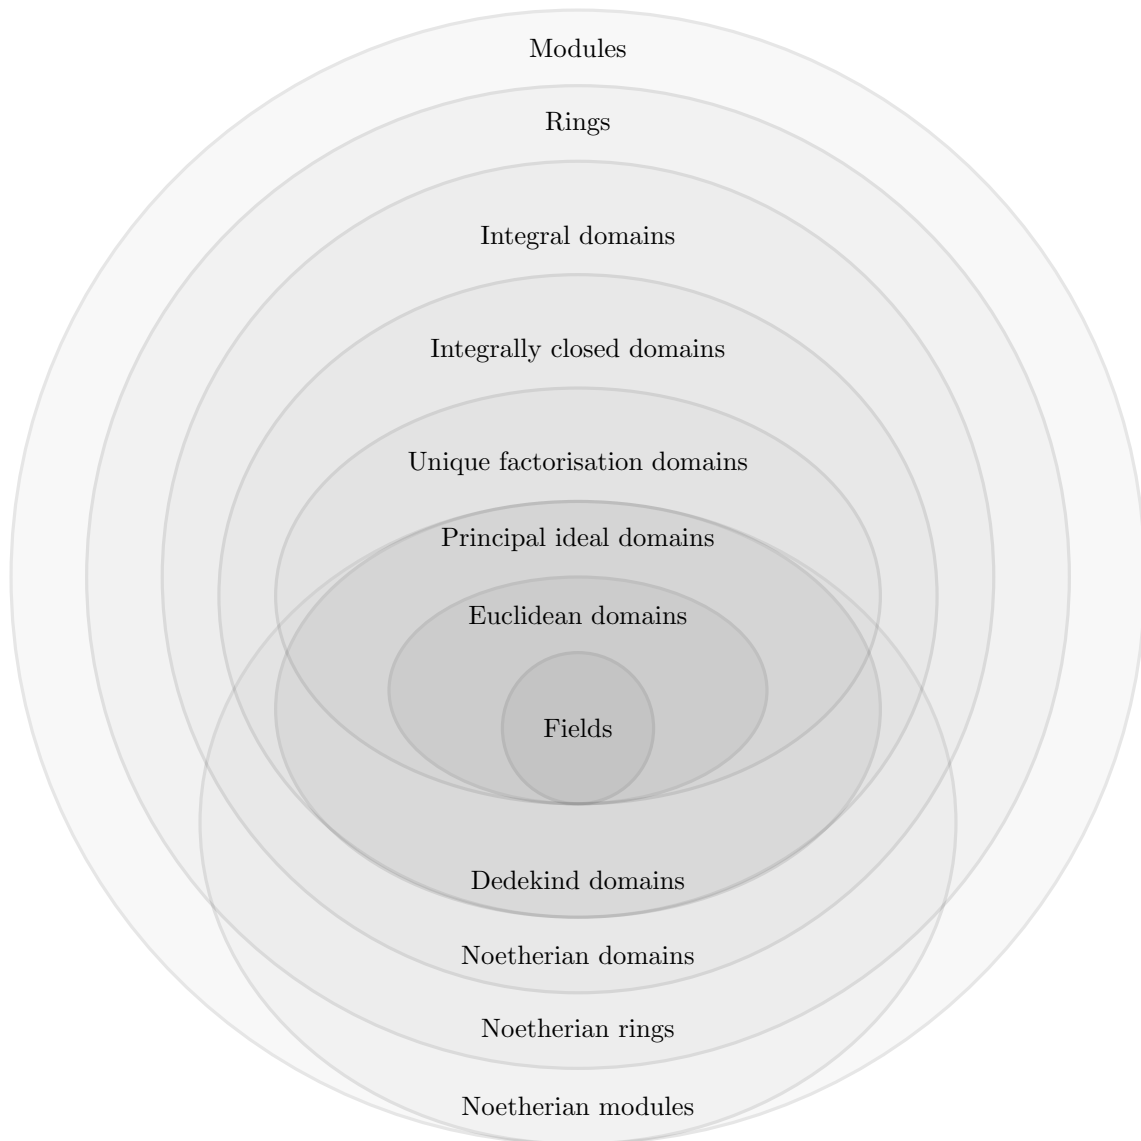 Modules
Rings
Integral domains
Integrally closed domains
Unique factorisation domains
Principal ideal domains
Euclidean domains
Fields
Dedekind domains
Noetherian domains
Noetherian rings
Noetherian modules